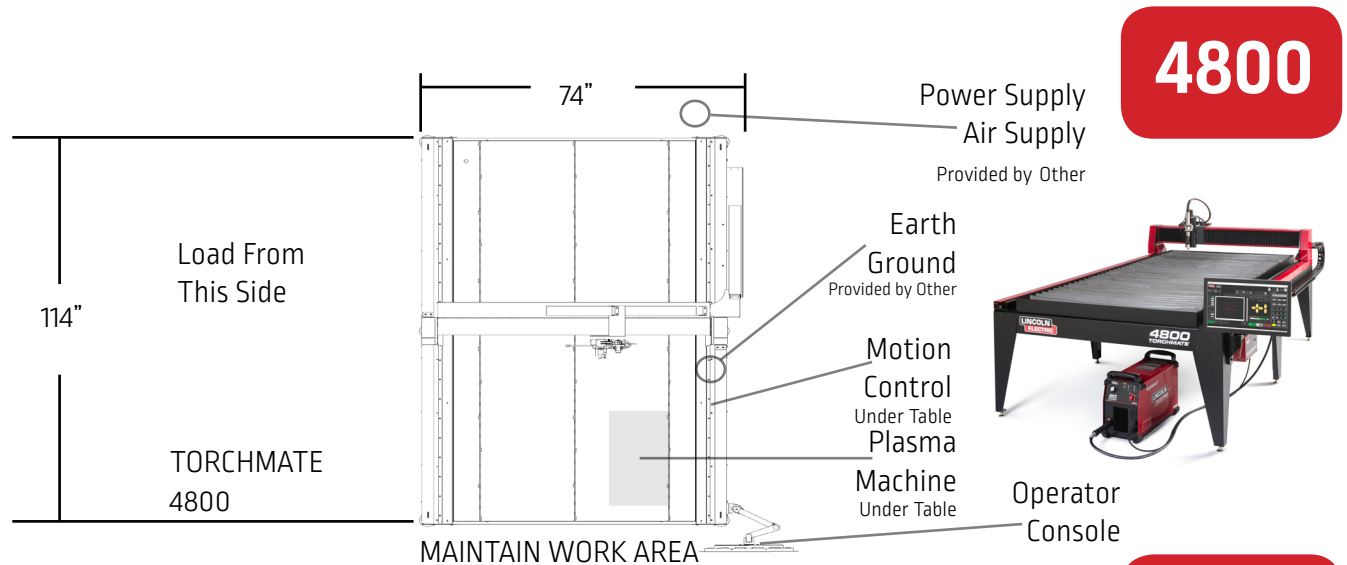 4800
74”
Power Supply
Air Supply
Provided by Other
Load From
This Side
114”
Earth
Ground
Provided by Other
Motion
Control
Under Table
Plasma
Machine
Under Table
LINCOLN
ELECTRIC
4800
TORCHMATE
TORCHMATE
4800
Operator
Console
MAINTAIN WORK AREA